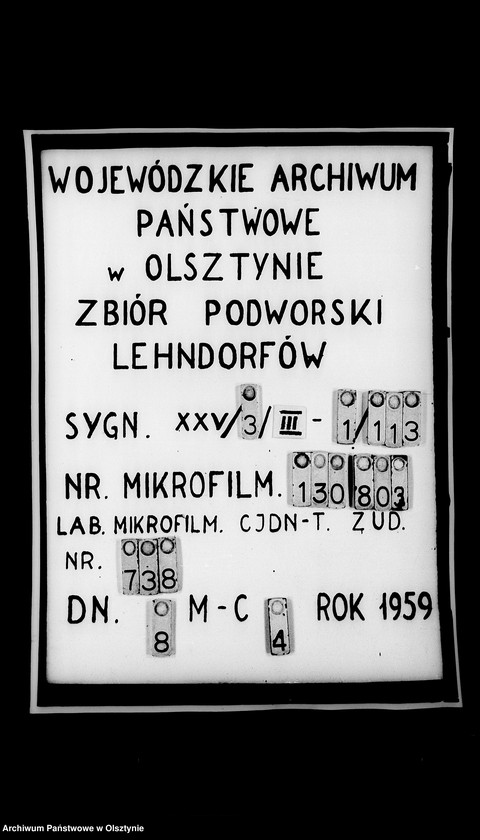 WOJEWÓDZKIE ARCHIWUM
PAŃSTWOWE
w OLSZTYNIE
ZBIÓR PODWORSKI
LEHNDORFÓW
SYGN. XXV/3/III - 1/113
NR. MIKROFILM. 130803
LAB. MIKROFILM. CJDN-T. ZUD.
NR. 738
DN. 8 M-C 4 ROK 1959
Archiwum Państwowe w Olsztynie